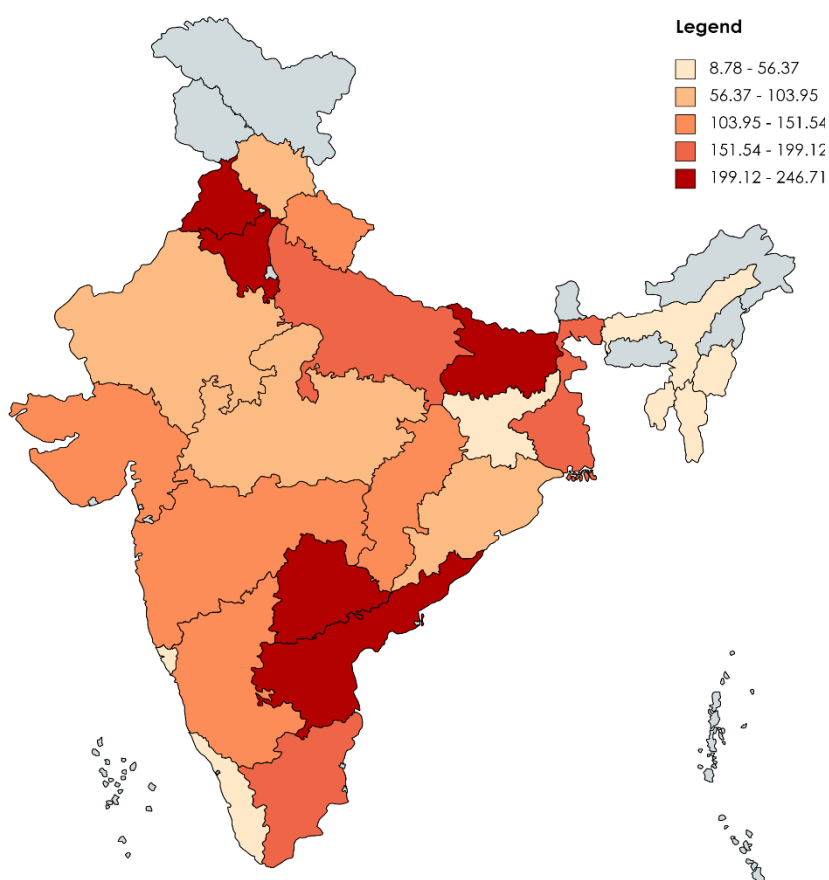 Legend
8.78 - 56.37
56.37 - 103.95
103.95 - 151.54
151.54 - 199.12
199.12 - 246.71